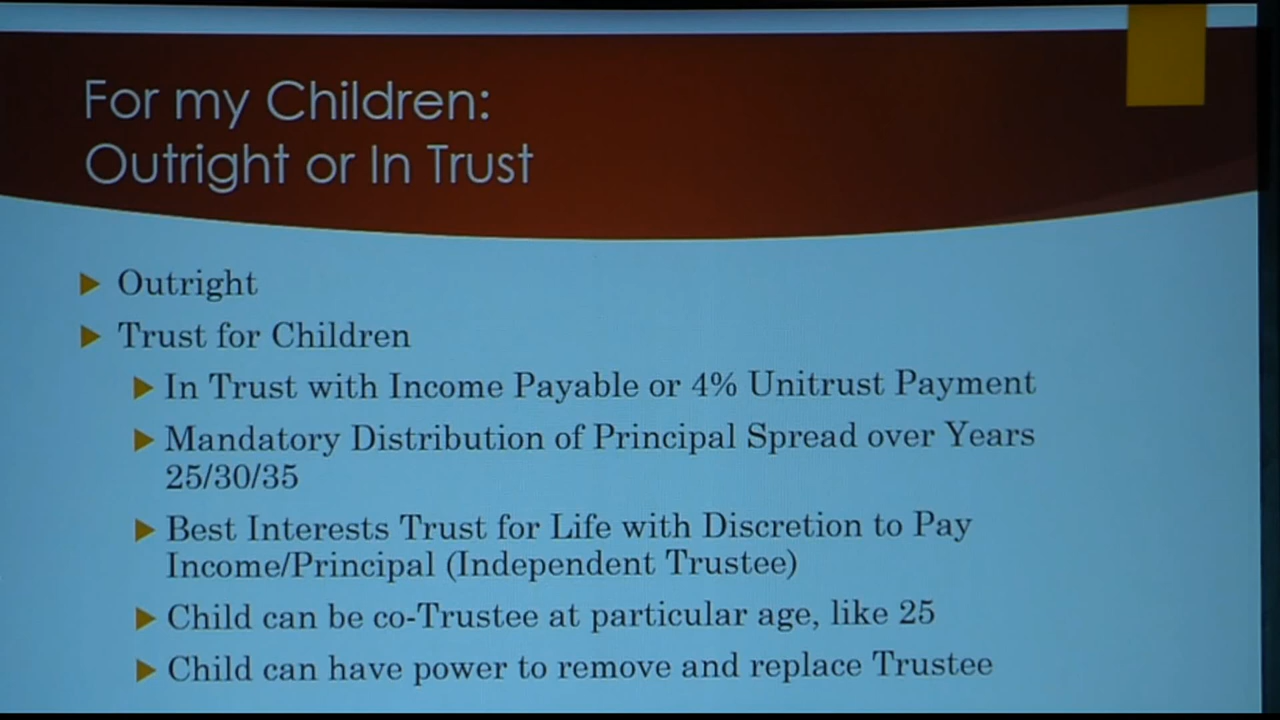 For my Children:
Outright or In Trust
Outright
Trust for Children
In Trust with Income Payable or 4% Unitrust Payment
Mandatory Distribution of Principal Spread over Years
25/30/35
Best Interests Trust for Life with Discretion to Pay
Income/Principal (Independent Trustee)
Child can be co-Trustee at particular age, like 25
Child can have power to remove and replace Trustee